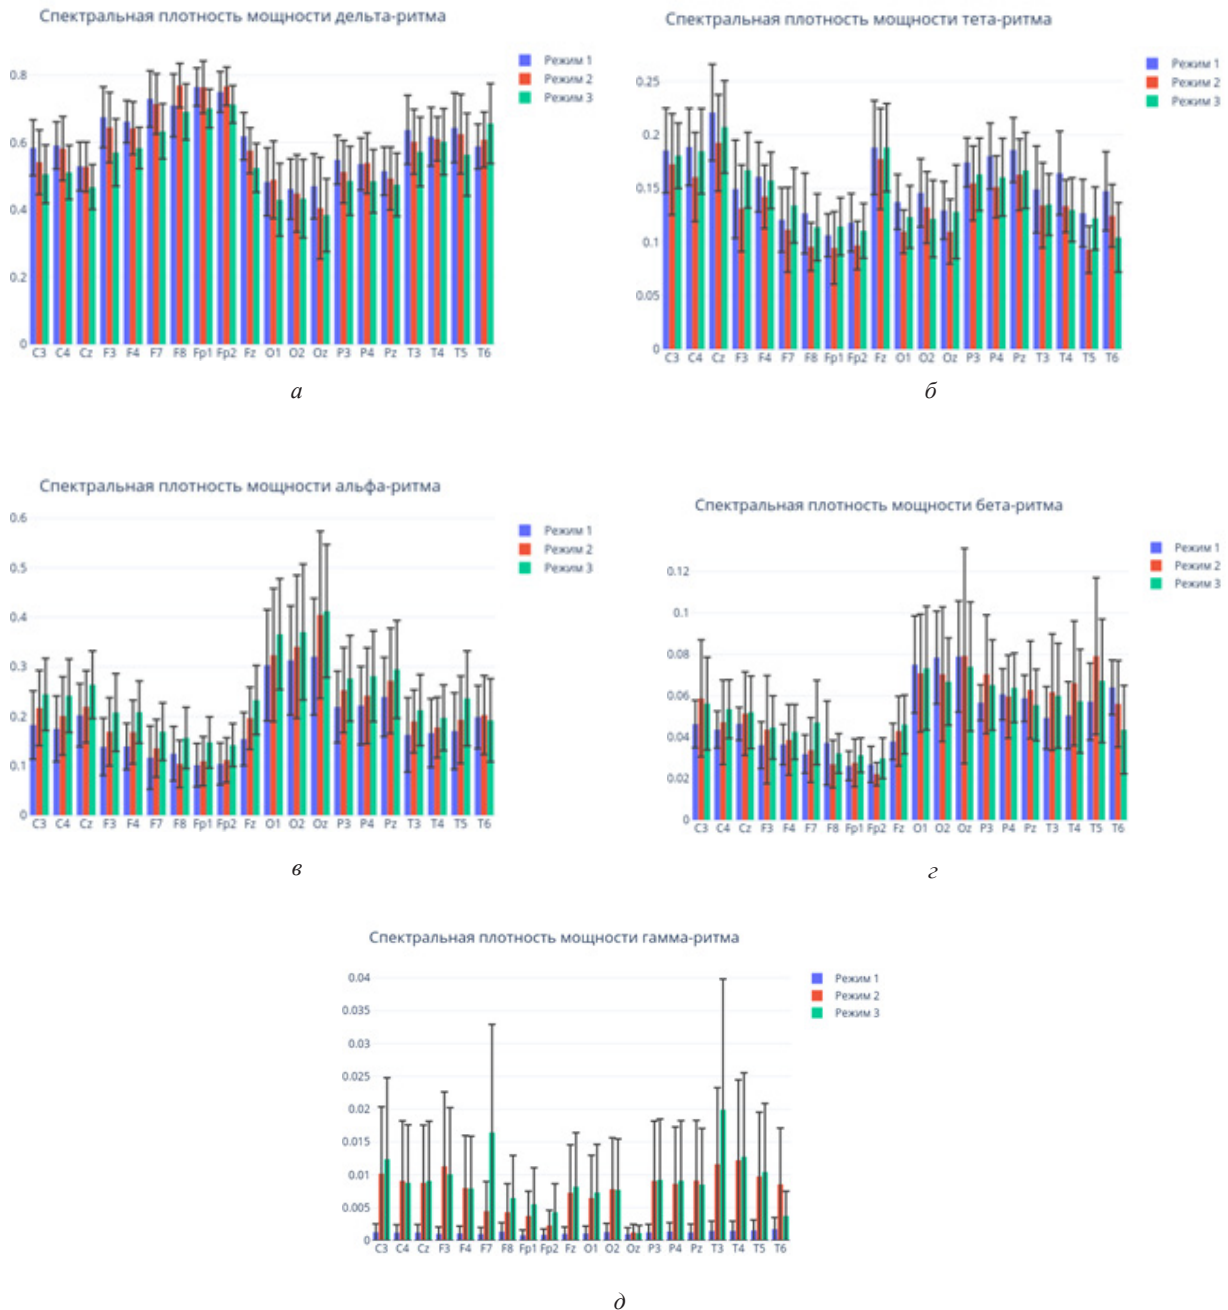 Спектральная плотность мощности дельта-ритма
0.8
0.6
0.4
0.2
0
C3 C4 Cz F3 F4 F7 F8 Fp1 Fp2 Fz O1 O2 Oz P3 P4 Pz T3 T4 T5 T6
Режим 1
Режим 2
Режим 3
а
Спектральная плотность мощности тета-ритма
0.25
0.2
0.15
0.1
0.05
0
C3 C4 Cz F3 F4 F7 F8 Fp1 Fp2 Fz O1 O2 Oz P3 P4 Pz T3 T4 T5 T6
Режим 1
Режим 2
Режим 3
б
Спектральная плотность мощности альфа-ритма
0.6
0.5
0.4
0.3
0.2
0.1
0
C3 C4 Cz F3 F4 F7 F8 Fp1 Fp2 Fz O1 O2 Oz P3 P4 Pz T3 T4 T5 T6
Режим 1
Режим 2
Режим 3
в
Спектральная плотность мощности бета-ритма
0.12
0.1
0.08
0.06
0.04
0.02
0
C3 C4 Cz F3 F4 F7 F8 Fp1 Fp2 Fz O1 O2 Oz P3 P4 Pz T3 T4 T5 T6
Режим 1
Режим 2
Режим 3
г
Спектральная плотность мощности гамма-ритма
0.04
0.035
0.03
0.025
0.02
0.015
0.01
0.005
0
C3 C4 Cz F3 F4 F7 F8 Fp1 Fp2 Fz O1 O2 Oz P3 P4 Pz T3 T4 T5 T6
Режим 1
Режим 2
Режим 3
д